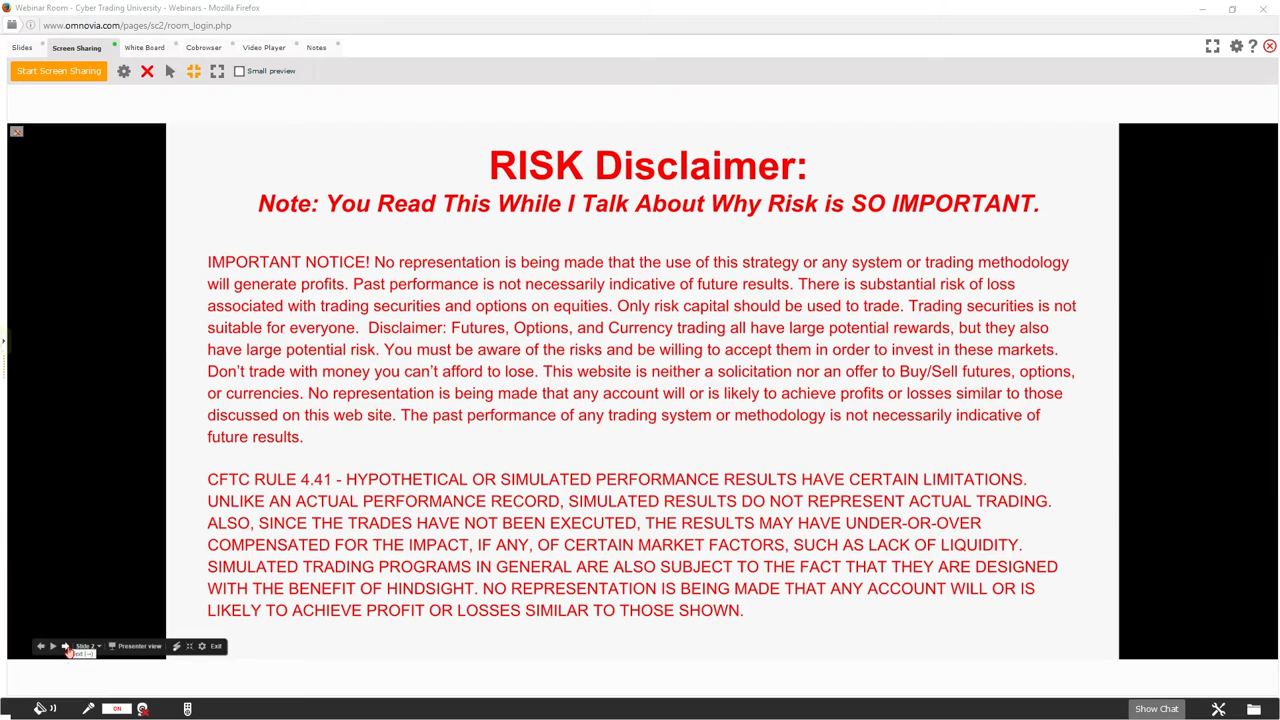 Webinar Room - Cyber Trading University - Webinars - Mozilla Firefox
www.omnovia.com/pages/sc2/room_login.php
Slides Screen Sharing White Board Cobrowser Video Player Notes
Start Screen Sharing Small preview
RISK Disclaimer:
Note: You Read This While I Talk About Why Risk is SO IMPORTANT.
IMPORTANT NOTICE! No representation is being made that the use of this strategy or any system or trading methodology
will generate profits. Past performance is not necessarily indicative of future results. There is substantial risk of loss
associated with trading securities and options on equities. Only risk capital should be used to trade. Trading securities is not
suitable for everyone.  Disclaimer: Futures, Options, and Currency trading all have large potential rewards, but they also
have large potential risk. You must be aware of the risks and be willing to accept them in order to invest in these markets.
Don't trade with money you can't afford to lose. This website is neither a solicitation nor an offer to Buy/Sell futures, options,
or currencies. No representation is being made that any account will or is likely to achieve profits or losses similar to those
discussed on this web site. The past performance of any trading system or methodology is not necessarily indicative of
future results.
CFTC RULE 4.41 - HYPOTHETICAL OR SIMULATED PERFORMANCE RESULTS HAVE CERTAIN LIMITATIONS.
UNLIKE AN ACTUAL PERFORMANCE RECORD, SIMULATED RESULTS DO NOT REPRESENT ACTUAL TRADING.
ALSO, SINCE THE TRADES HAVE NOT BEEN EXECUTED, THE RESULTS MAY HAVE UNDER-OR-OVER
COMPENSATED FOR THE IMPACT, IF ANY, OF CERTAIN MARKET FACTORS, SUCH AS LACK OF LIQUIDITY.
SIMULATED TRADING PROGRAMS IN GENERAL ARE ALSO SUBJECT TO THE FACT THAT THEY ARE DESIGNED
WITH THE BENEFIT OF HINDSIGHT. NO REPRESENTATION IS BEING MADE THAT ANY ACCOUNT WILL OR IS
LIKELY TO ACHIEVE PROFIT OR LOSSES SIMILAR TO THOSE SHOWN.
Slide 2 Presenter view Exit
ON Show Chat